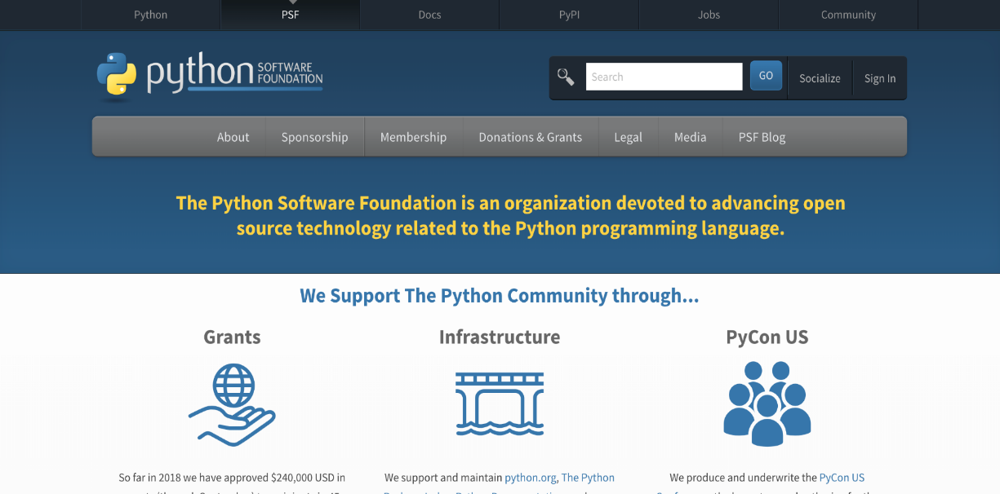 Python PSF Docs PyPI Jobs Community
python SOFTWARE FOUNDATION
Search GO Socialize Sign In
About Sponsorship Membership Donations & Grants Legal Media PSF Blog
The Python Software Foundation is an organization devoted to advancing open
source technology related to the Python programming language.
We Support The Python Community through...
Grants Infrastructure PyCon US
So far in 2018 we have approved $240,000 USD in
We support and maintain python.org, The Python
We produce and underwrite the PyCon US